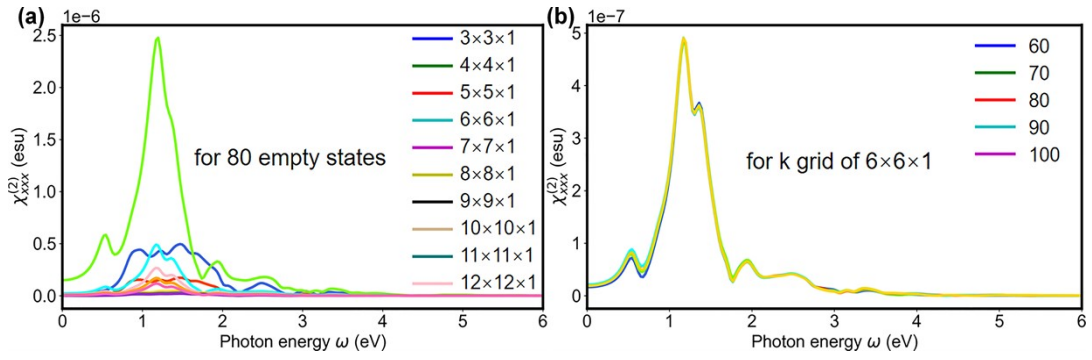 (a)
1e−6
2.5
2.0
1.5
1.0
0.5
0.0
χ⁽²⁾ₓₓₓ (esu)
0 1 2 3 4 5 6
Photon energy ω (eV)
for 80 empty states
3×3×1
4×4×1
5×5×1
6×6×1
7×7×1
8×8×1
9×9×1
10×10×1
11×11×1
12×12×1
(b)
1e−7
5
4
3
2
1
0
χ⁽²⁾ₓₓₓ (esu)
0 1 2 3 4 5 6
Photon energy ω (eV)
for k grid of 6×6×1
60
70
80
90
100